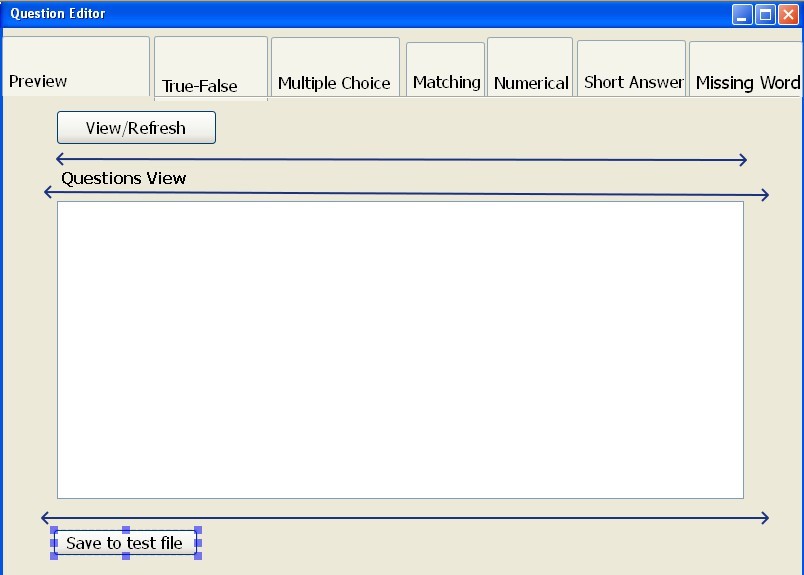 Question Editor
Preview True-False Multiple Choice Matching Numerical Short Answer Missing Word
View/Refresh
Questions View
Save to test file